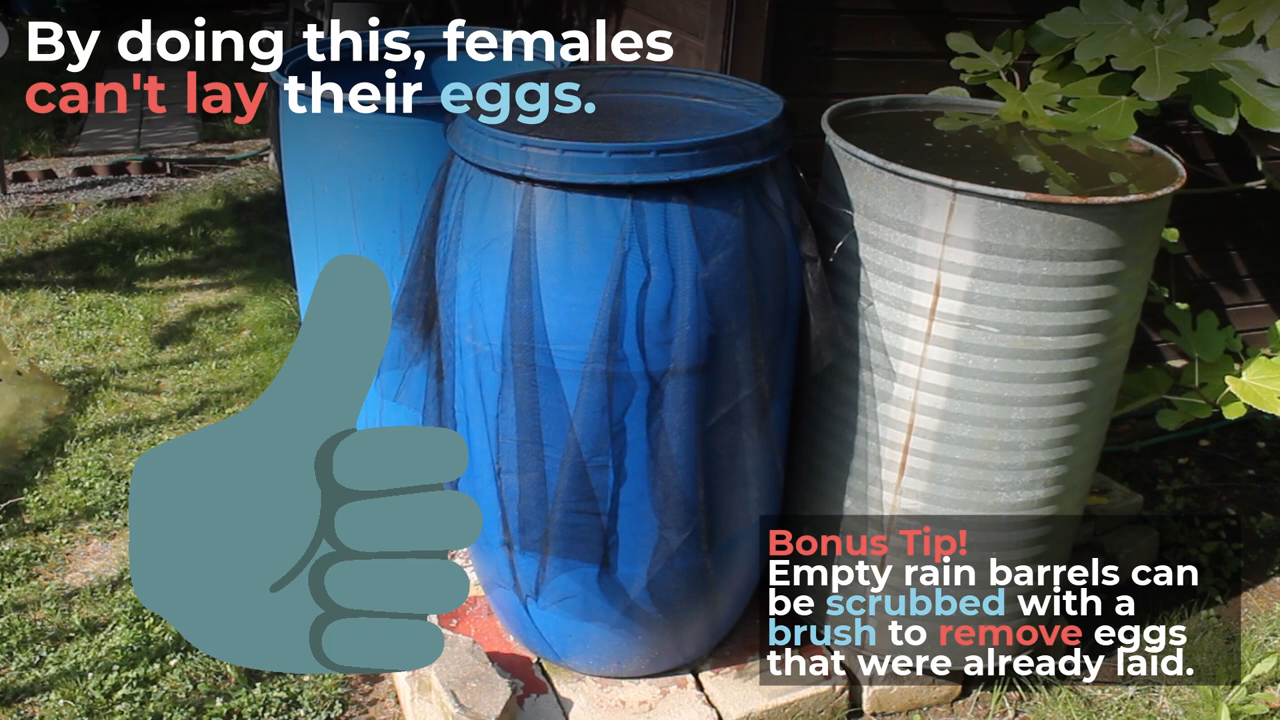 By doing this, females
can't lay their eggs.
Bonus Tip!
Empty rain barrels can
be scrubbed with a
brush to remove eggs
that were already laid.